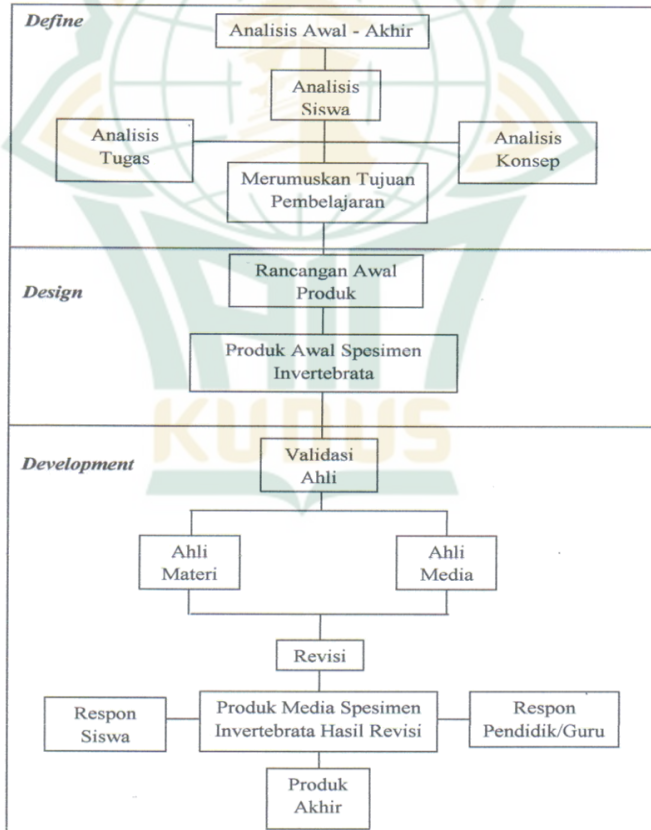 Define
Analisis Awal - Akhir
Analisis
Siswa
Analisis
Tugas
Analisis
Konsep
Merumuskan Tujuan
Pembelajaran
Design
Rancangan Awal
Produk
Produk Awal Spesimen
Invertebrata
KUDUS
Development
Validasi
Ahli
Ahli
Materi
Ahli
Media
Revisi
Respon
Siswa
Produk Media Spesimen
Invertebrata Hasil Revisi
Respon
Pendidik/Guru
Produk
Akhir